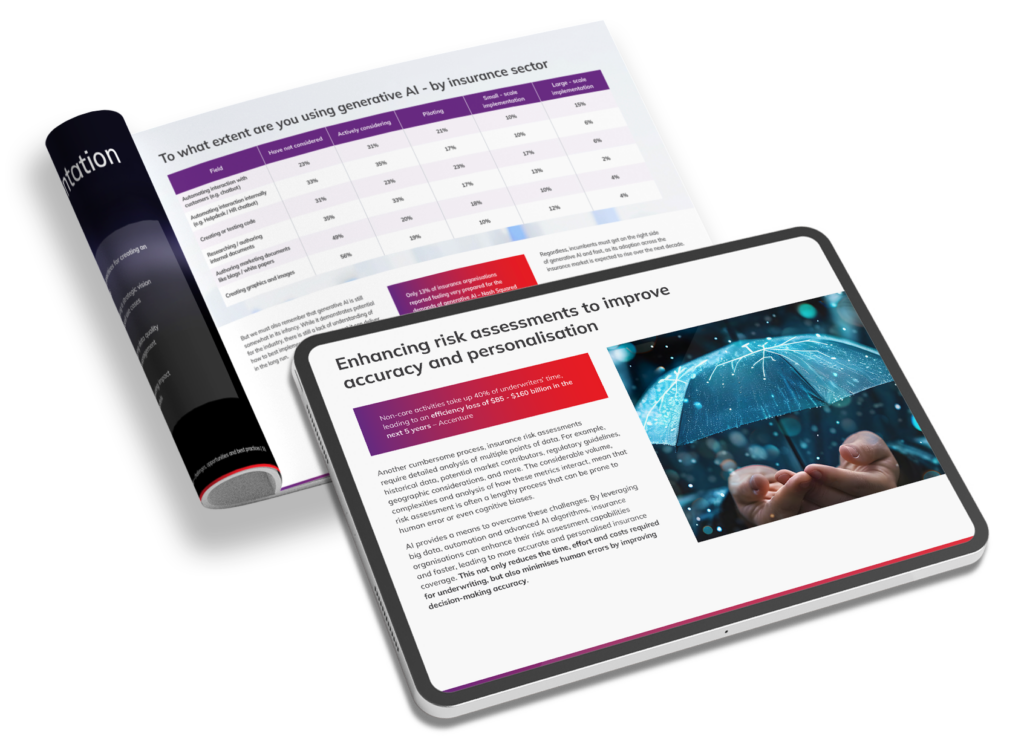 ntation
To what extent are you using generative AI - by insurance sector
Field Have not considered Actively considering Piloting Small - scale implementation Large - scale implementation
Automating interaction with customers (e.g. chatbot) 23% 31% 21% 10% 15%
Automating interaction internally (e.g. Helpdesk / HR chatbot) 33% 35% 17% 10% 6%
Creating or testing code 31% 23% 23% 17% 6%
Researching / authoring internal documents 35% 33% 17% 13% 2%
Authoring marketing documents like blogs / white papers 49% 20% 18% 10% 4%
Creating graphics and images 56% 19% 10% 12% 4%
But we must also remember that generative AI is still
somewhat in its infancy. While it demonstrates potential
for the industry, there is still a lack of understanding of
how to best implem
in the long run.
Only 13% of insurance organisations
reported feeling very prepared for the
demands of generative AI - Nash Squared
Regardless, incumbents must get on the right side
of generative AI and fast, as its adoption across the
insurance market is expected to rise over the next decade.
Enhancing risk assessments to improve
accuracy and personalisation
Non-core activities take up 40% of underwriters' time,
leading to an efficiency loss of $85 - $160 billion in the
next 5 years – Accenture
Another cumbersome process, insurance risk assessments
require detailed analysis of multiple points of data. For example,
historical data, potential market contributors, regulatory guidelines,
geographic considerations, and more. The considerable volume,
complexities and analysis of how these metrics interact, mean that
risk assessment is often a lengthy process that can be prone to
human error or even cognitive biases.
AI provides a means to overcome these challenges. By leveraging
big data, automation and advanced AI algorithms, insurance
organisations can enhance their risk assessment capabilities
and faster, leading to more accurate and personalised insurance
coverage. This not only reduces the time, effort and costs required
for underwriting, but also minimises human errors by improving
decision-making accuracy.